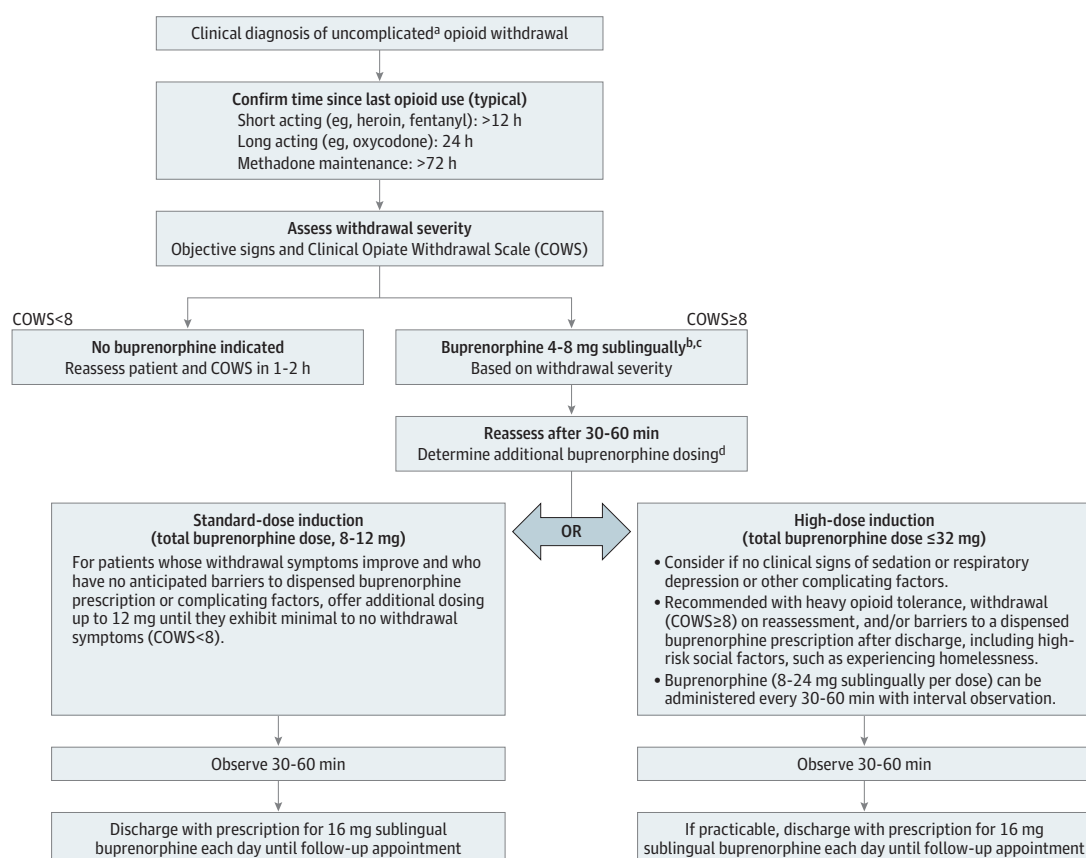 Clinical diagnosis of uncomplicatedᵃ opioid withdrawal
Confirm time since last opioid use (typical)
Short acting (eg, heroin, fentanyl): >12 h
Long acting (eg, oxycodone): 24 h
Methadone maintenance: >72 h
Assess withdrawal severity
Objective signs and Clinical Opiate Withdrawal Scale (COWS)
COWS<8
No buprenorphine indicated
Reassess patient and COWS in 1-2 h
COWS≥8
Buprenorphine 4-8 mg sublinguallyᵇ,ᶜ
Based on withdrawal severity
Reassess after 30-60 min
Determine additional buprenorphine dosingᵈ
OR
Standard-dose induction
(total buprenorphine dose, 8-12 mg)
For patients whose withdrawal symptoms improve and who
have no anticipated barriers to dispensed buprenorphine
prescription or complicating factors, offer additional dosing
up to 12 mg until they exhibit minimal to no withdrawal
symptoms (COWS<8).
Observe 30-60 min
Discharge with prescription for 16 mg sublingual
buprenorphine each day until follow-up appointment
High-dose induction
(total buprenorphine dose ≤32 mg)
• Consider if no clinical signs of sedation or respiratory
depression or other complicating factors.
• Recommended with heavy opioid tolerance, withdrawal
(COWS≥8) on reassessment, and/or barriers to a dispensed
buprenorphine prescription after discharge, including high-
risk social factors, such as experiencing homelessness.
• Buprenorphine (8-24 mg sublingually per dose) can be
administered every 30-60 min with interval observation.
Observe 30-60 min
If practicable, discharge with prescription for 16 mg
sublingual buprenorphine each day until follow-up appointment